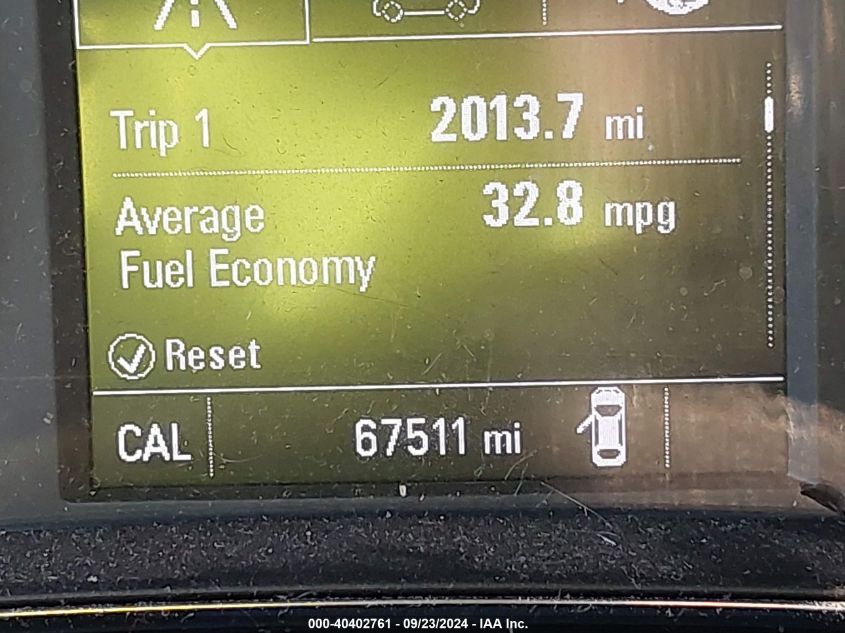 Trip 1 2013.7 mi
Average 32.8 mpg
Fuel Economy
Reset
CAL 67511 mi
000-40402761 - 09/23/2024 - IAA Inc.